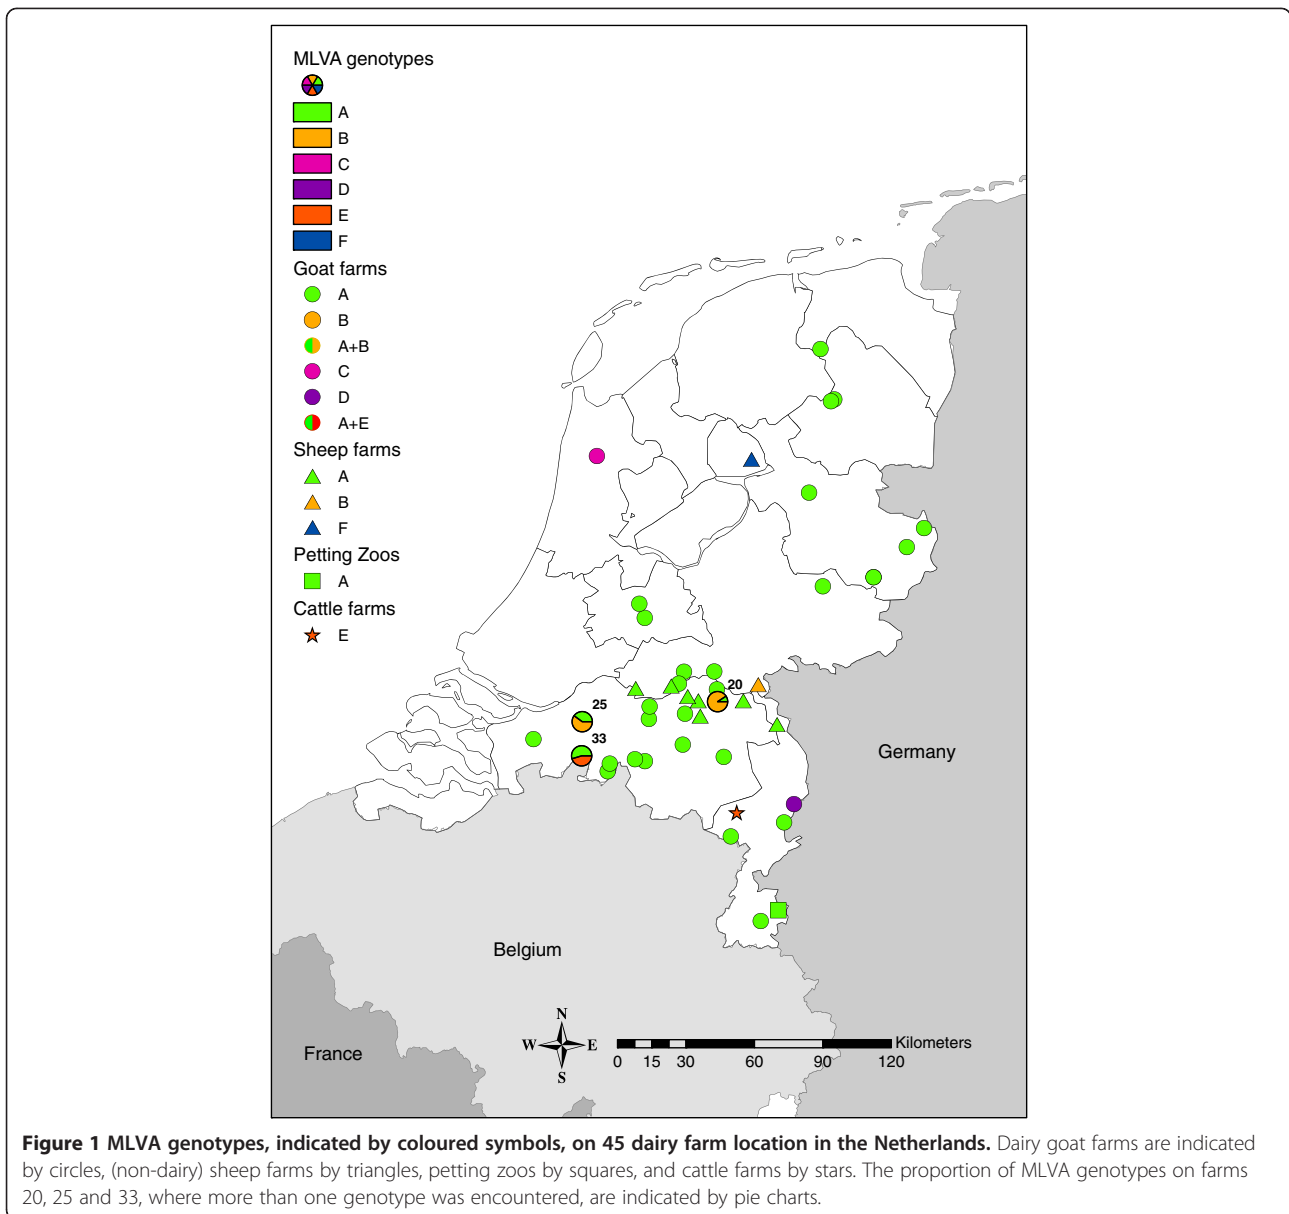 MLVA genotypes
A
B
C
D
E
F
Goat farms
A
B
A+B
C
D
A+E
Sheep farms
A
B
F
Petting Zoos
A
Cattle farms
E
20
25
33
Germany
Belgium
France
N
W E
S
Kilometers
0 15 30 60 90 120
Figure 1 MLVA genotypes, indicated by coloured symbols, on 45 dairy farm location in the Netherlands. Dairy goat farms are indicated
by circles, (non-dairy) sheep farms by triangles, petting zoos by squares, and cattle farms by stars. The proportion of MLVA genotypes on farms
20, 25 and 33, where more than one genotype was encountered, are indicated by pie charts.